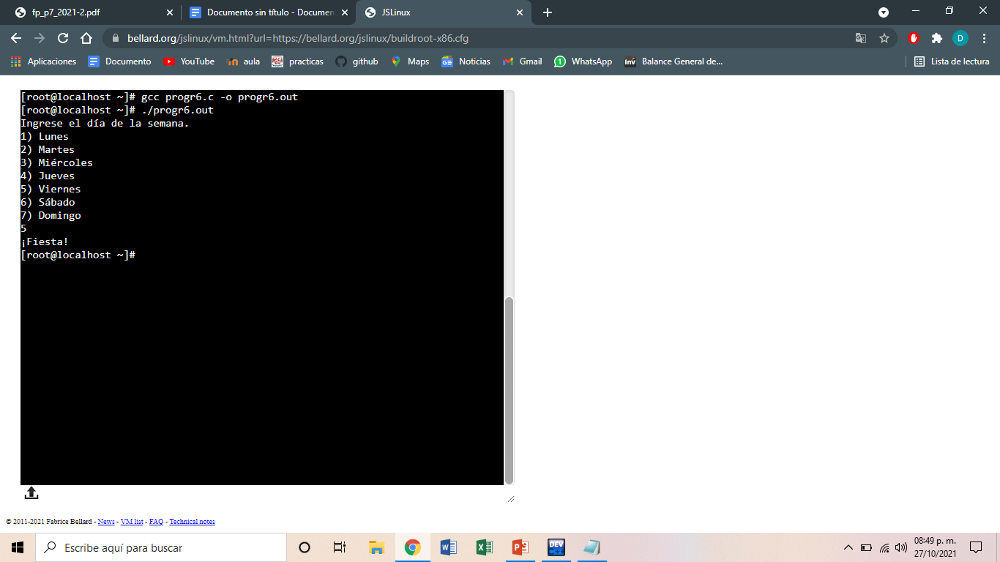 fp_p7_2021-2.pdf
Documento sin título - Documen
JSLinux
bellard.org/jslinux/vm.html?url=https://bellard.org/jslinux/buildroot-x86.cfg
D
Aplicaciones Documento YouTube aula practicas github Maps Noticias Gmail WhatsApp Balance General de... Lista de lectura
[root@localhost ~]# gcc progr6.c -o progr6.out
[root@localhost ~]# ./progr6.out
Ingrese el día de la semana.
1) Lunes
2) Martes
3) Miércoles
4) Jueves
5) Viernes
6) Sábado
7) Domingo
5
¡Fiesta!
[root@localhost ~]#
© 2011-2021 Fabrice Bellard - News - VM list - FAQ - Technical notes
Escribe aquí para buscar
08:49 p. m.
27/10/2021